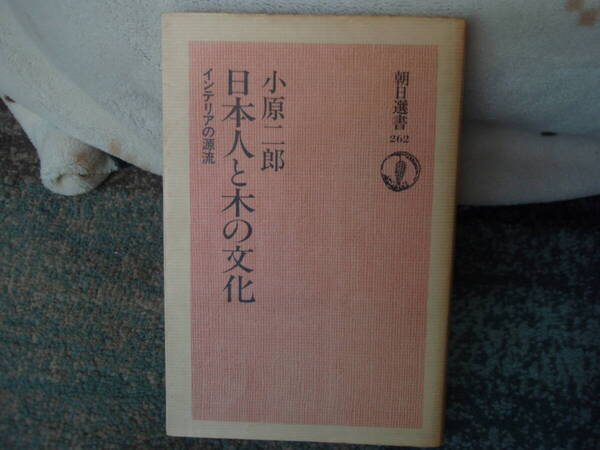 朝日選書
262
小原二郎
日本人と木の文化
インテリアの源流